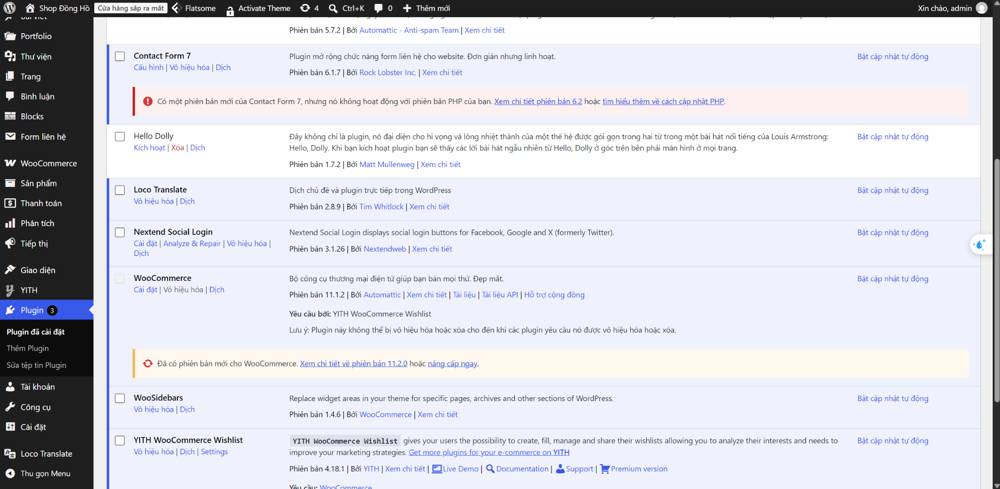 Shop Đồng Hồ
Cửa hàng sắp ra mắt
Flatsome
Activate Theme
4
Ctrl+K
0
Thêm mới
Xin chào, admin
Bài viết
Portfolio
Thư viện
Trang
Bình luận
Blocks
Form liên hệ
WooCommerce
Sản phẩm
Thanh toán
Phân tích
Tiếp thị
Giao diện
YITH
Plugin 3
Plugin đã cài đặt
Thêm Plugin
Sửa tệp tin Plugin
Tài khoản
Công cụ
Cài đặt
Loco Translate
Thu gọn Menu
Phiên bản 5.7.2 | Bởi Automattic - Anti-spam Team | Xem chi tiết
Contact Form 7
Cấu hình | Vô hiệu hóa | Dịch
Plugin mở rộng chức năng form liên hệ cho website. Đơn giản nhưng linh hoạt.
Phiên bản 6.1.7 | Bởi Rock Lobster Inc. | Xem chi tiết
Bật cập nhật tự động
Có một phiên bản mới của Contact Form 7, nhưng nó không hoạt động với phiên bản PHP của bạn. Xem chi tiết phiên bản 6.2 hoặc tìm hiểu thêm về cách cập nhật PHP.
Hello Dolly
Kích hoạt | Xóa | Dịch
Đây không chỉ là plugin, nó đại diện cho hi vọng và lòng nhiệt thành của một thế hệ được gói gọn trong hai từ trong một bài hát nổi tiếng của Louis Armstrong:
Hello, Dolly. Khi bạn kích hoạt plugin bạn sẽ thấy các lời bài hát ngẫu nhiên từ Hello, Dolly ở góc trên bên phải màn hình ở mọi trang.
Phiên bản 1.7.2 | Bởi Matt Mullenweg | Xem chi tiết
Bật cập nhật tự động
Loco Translate
Vô hiệu hóa | Dịch
Dịch chủ đề và plugin trực tiếp trong WordPress
Phiên bản 2.8.9 | Bởi Tim Whitlock | Xem chi tiết
Bật cập nhật tự động
Nextend Social Login
Cài đặt | Analyze & Repair | Vô hiệu hóa |
Dịch
Nextend Social Login displays social login buttons for Facebook, Google and X (formerly Twitter).
Phiên bản 3.1.26 | Bởi Nextendweb | Xem chi tiết
Bật cập nhật tự động
WooCommerce
Cài đặt | Vô hiệu hóa | Dịch
Bộ công cụ thương mại điện tử giúp bạn bán mọi thứ. Đẹp mắt.
Phiên bản 11.1.2 | Bởi Automattic | Xem chi tiết | Tài liệu | Tài liệu API | Hỗ trợ cộng đồng
Yêu cầu bởi: YITH WooCommerce Wishlist
Lưu ý: Plugin này không thể bị vô hiệu hóa hoặc xóa cho đến khi các plugin yêu cầu nó được vô hiệu hóa hoặc xóa.
Bật cập nhật tự động
Đã có phiên bản mới cho WooCommerce. Xem chi tiết về phiên bản 11.2.0 hoặc nâng cấp ngay.
WooSidebars
Vô hiệu hóa | Dịch
Replace widget areas in your theme for specific pages, archives and other sections of WordPress.
Phiên bản 1.4.6 | Bởi WooCommerce | Xem chi tiết
Bật cập nhật tự động
YITH WooCommerce Wishlist
Vô hiệu hóa | Dịch | Settings
YITH WooCommerce Wishlist gives your users the possibility to create, fill, manage and share their wishlists allowing you to analyze their interests and needs to
improve your marketing strategies. Get more plugins for your e-commerce on YITH
Phiên bản 4.18.1 | Bởi YITH | Xem chi tiết | Live Demo | Documentation | Support | Premium version
Yêu cầu: WooCommerce
Bật cập nhật tự động